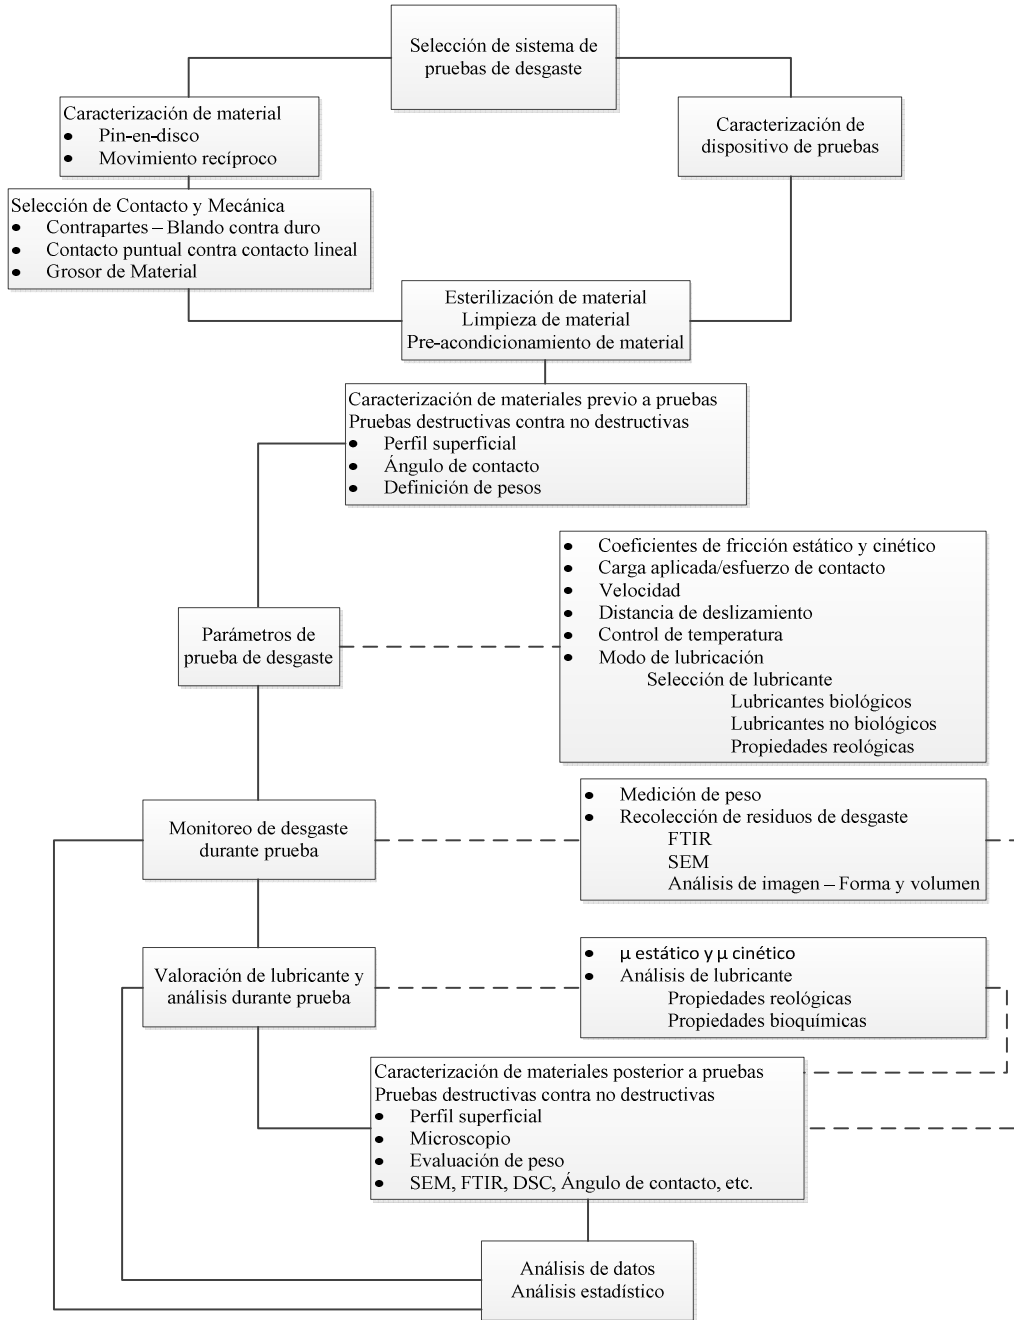 Selección de sistema de
pruebas de desgaste
Caracterización de material
● Pin-en-disco
● Movimiento recíproco
Caracterización de
dispositivo de pruebas
Selección de Contacto y Mecánica
● Contrapartes – Blando contra duro
● Contacto puntual contra contacto lineal
● Grosor de Material
Esterilización de material
Limpieza de material
Pre-acondicionamiento de material
Caracterización de materiales previo a pruebas
Pruebas destructivas contra no destructivas
● Perfil superficial
● Ángulo de contacto
● Definición de pesos
Parámetros de
prueba de desgaste
● Coeficientes de fricción estático y cinético
● Carga aplicada/esfuerzo de contacto
● Velocidad
● Distancia de deslizamiento
● Control de temperatura
● Modo de lubricación
Selección de lubricante
Lubricantes biológicos
Lubricantes no biológicos
Propiedades reológicas
Monitoreo de desgaste
durante prueba
● Medición de peso
● Recolección de residuos de desgaste
FTIR
SEM
Análisis de imagen – Forma y volumen
Valoración de lubricante y
análisis durante prueba
● μ estático y μ cinético
● Análisis de lubricante
Propiedades reológicas
Propiedades bioquímicas
Caracterización de materiales posterior a pruebas
Pruebas destructivas contra no destructivas
● Perfil superficial
● Microscopio
● Evaluación de peso
● SEM, FTIR, DSC, Ángulo de contacto, etc.
Análisis de datos
Análisis estadístico